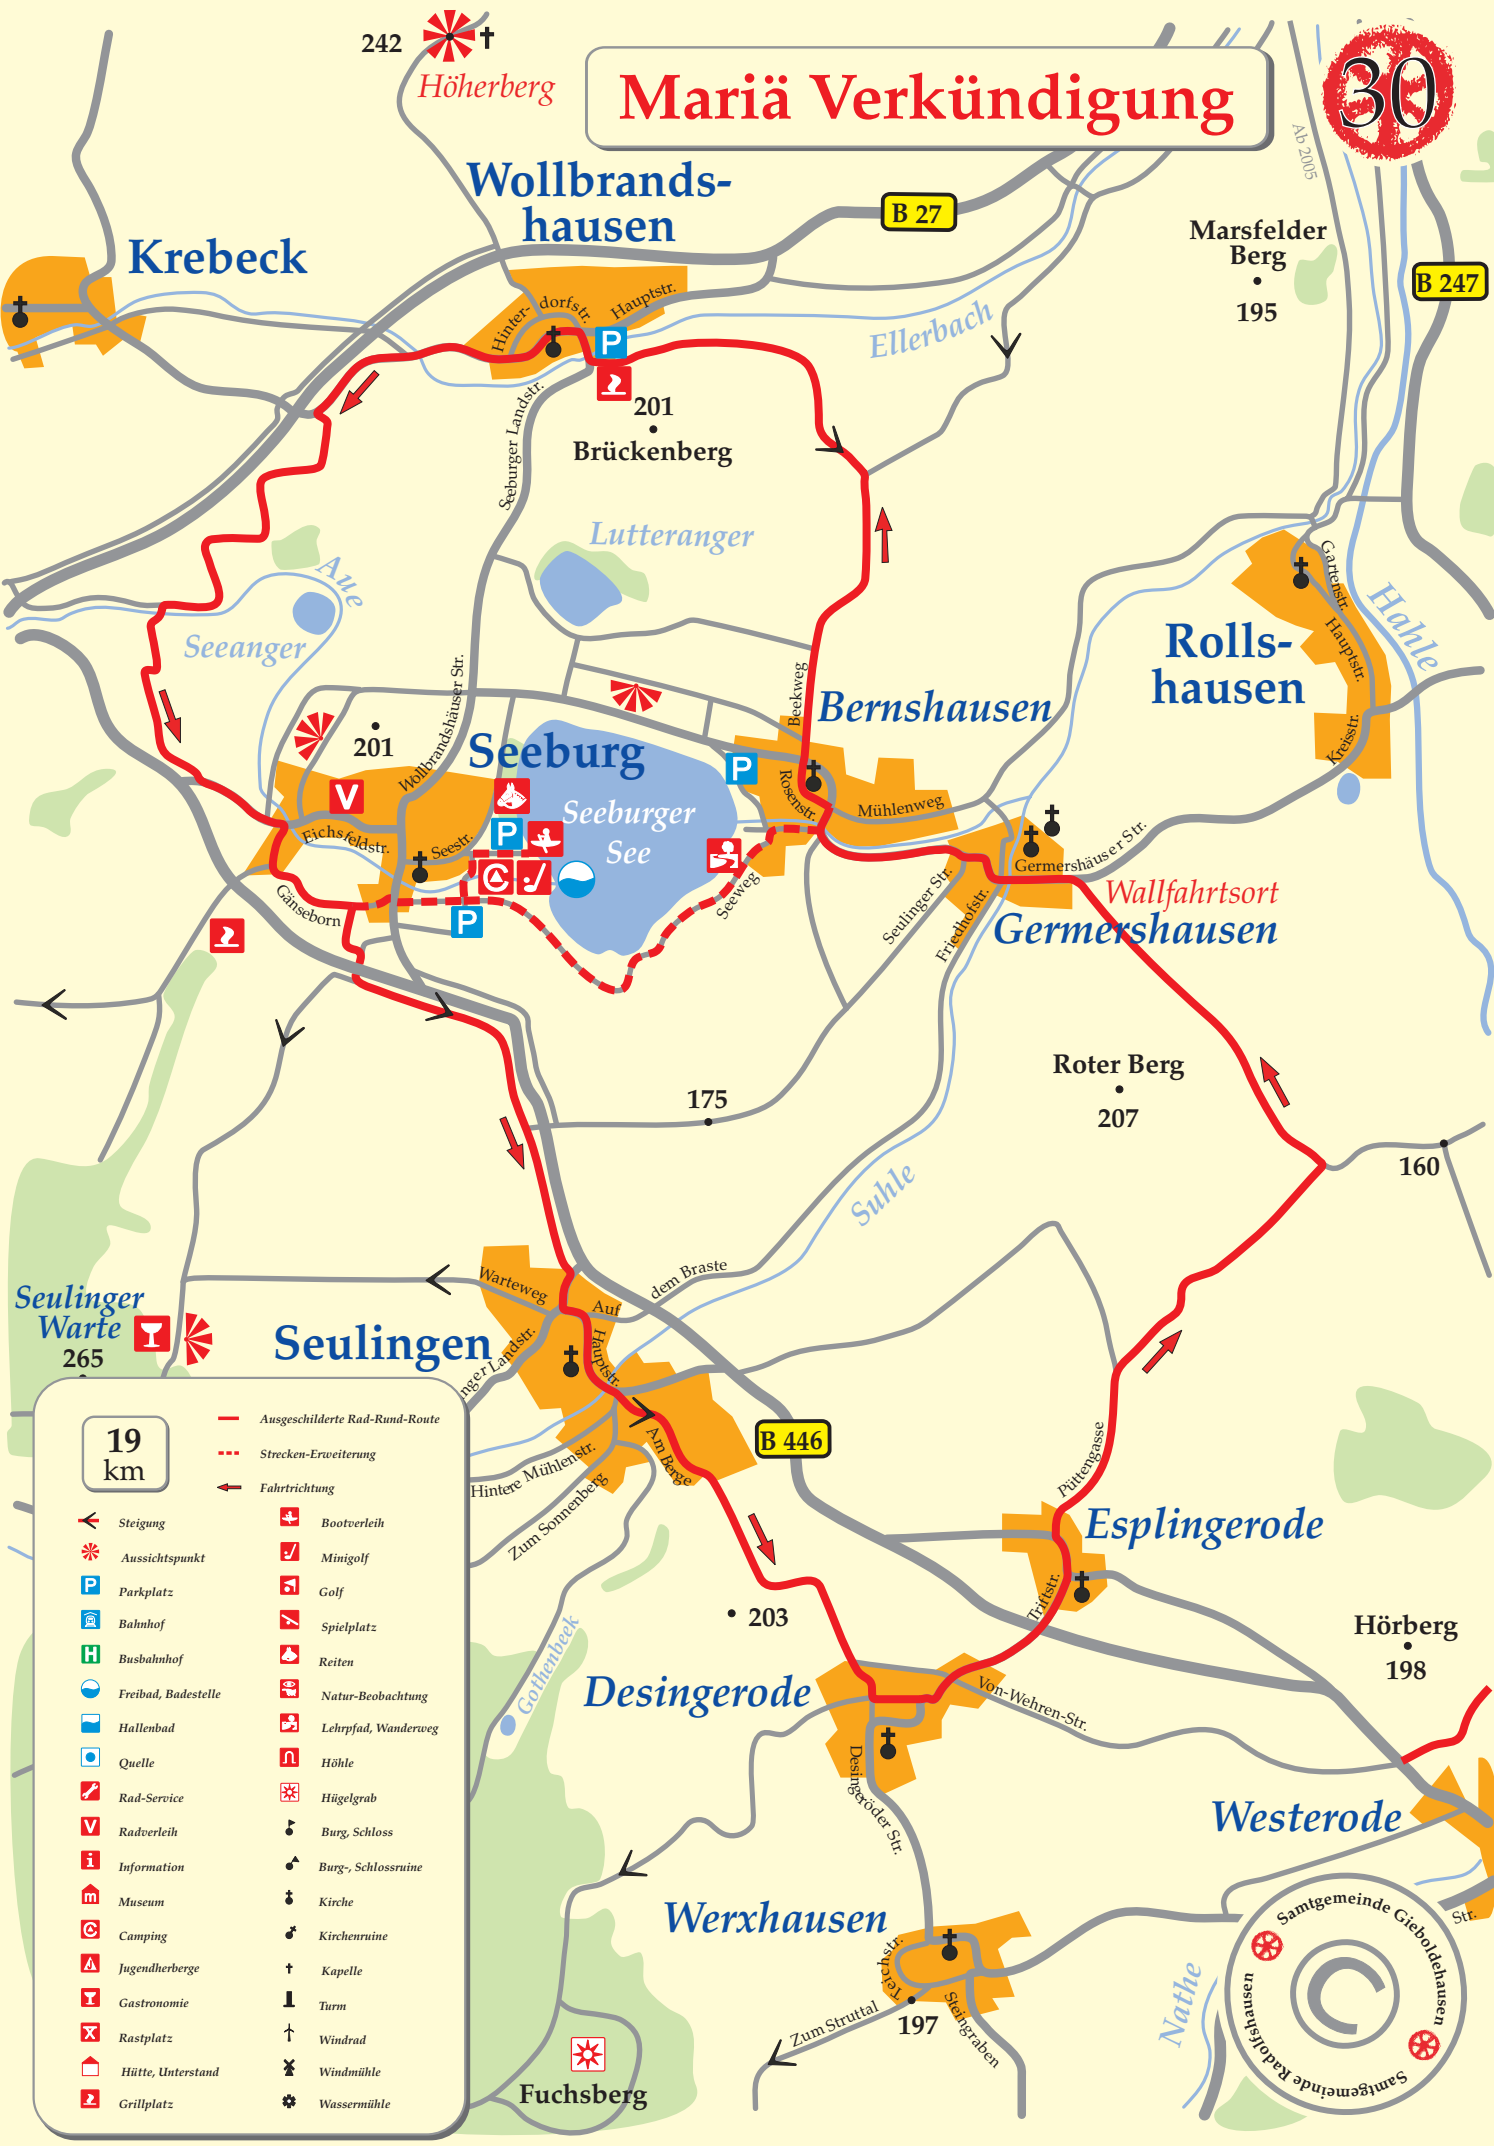 242
Höherberg
Mariä Verkündigung
30
Ab 2005
Wollbrands-
hausen
B 27
Krebeck
Marsfelder
Berg
195
B 247
Hinter-
dorfstr.
Hauptstr.
Ellerbach
P
201
Brückenberg
Seeburger Landstr.
Lutteranger
Aue
Seeanger
Gartenstr.
Hauptstr.
Kreisstr.
Hahle
Rolls-
hausen
Wollbrandshäuser Str.
Beekweg
Bernshausen
201
Seeburg
V
P
P
Seeburger
See
Rosenstr.
Mühlenweg
Eichsfeldstr.
Seestr.
Germershäuser Str.
Wallfahrtsort
Germershausen
Gänseborn
P
Seeweg
Seulinger Str.
Friedhofstr.
Roter Berg
207
175
160
Suhle
Seulinger
Warte
265
Warteweg
Auf
dem Braste
Seulingen
Hauptstr.
nger Landstr.
B 446
Am Berge
Hintere Mühlenstr.
Zum Sonnenberg
Püttengasse
Esplingerode
Triftstr.
203
Hörberg
198
Gothenbeek
Desingerode
Von-Wehren-Str.
Desingeröder Str.
Westerode
Werxhausen
Teichstr.
197
Zum Struttal
Steingraben
Nathe
Str.
Fuchsberg
Samtgemeinde Gieboldehausen
Samtgemeinde Radolfshausen
19
km
Ausgeschilderte Rad-Rund-Route
Strecken-Erweiterung
Fahrtrichtung
Steigung
Aussichtspunkt
P Parkplatz
Bahnhof
H Busbahnhof
Freibad, Badestelle
Hallenbad
Quelle
Rad-Service
V Radverleih
i Information
m Museum
Camping
Jugendherberge
Gastronomie
Rastplatz
Hütte, Unterstand
Grillplatz
Bootverleih
Minigolf
Golf
Spielplatz
Reiten
Natur-Beobachtung
Lehrpfad, Wanderweg
Höhle
Hügelgrab
Burg, Schloss
Burg-, Schlossruine
Kirche
Kirchenruine
Kapelle
Turm
Windrad
Windmühle
Wassermühle